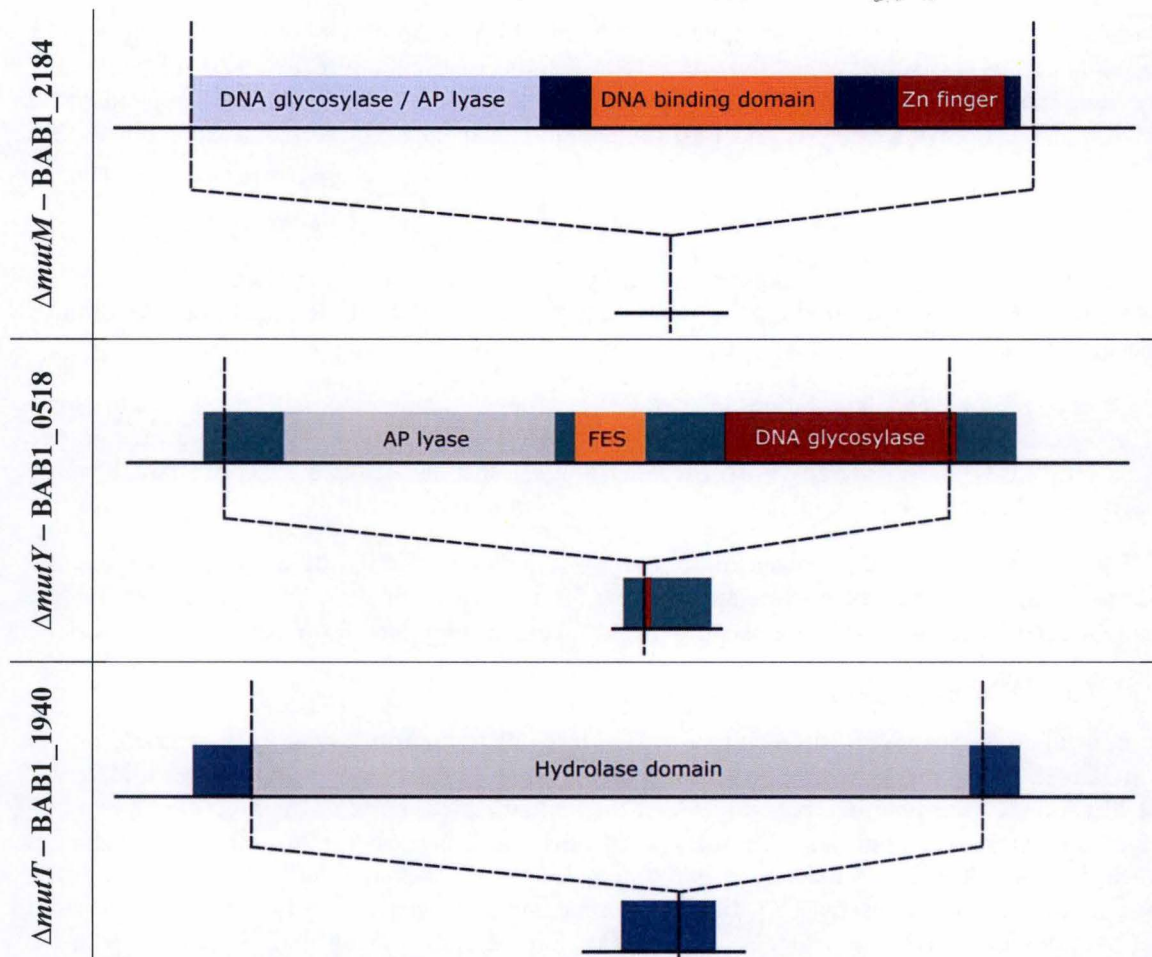 ΔmutM – BAB1_2184
DNA glycosylase / AP lyase
DNA binding domain
Zn finger
ΔmutY – BAB1_0518
AP lyase
FES
DNA glycosylase
ΔmutT – BAB1_1940
Hydrolase domain